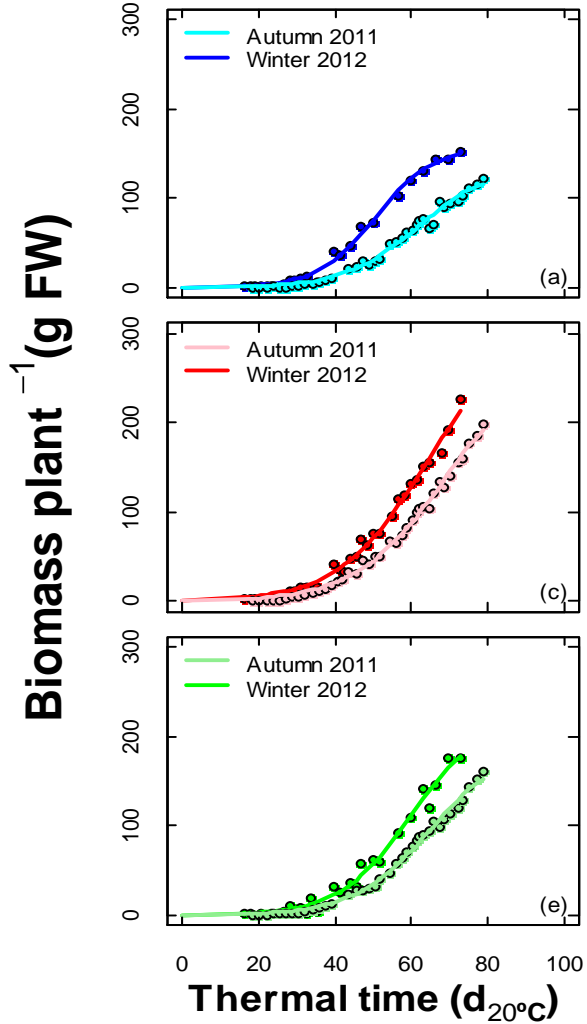 Biomass plant ⁻¹ (g FW)
300
200
100
0
Autumn 2011
Winter 2012
(a)
300
200
100
0
Autumn 2011
Winter 2012
(c)
300
200
100
0
Autumn 2011
Winter 2012
(e)
0 20 40 60 80 100
Thermal time (d20ºC)